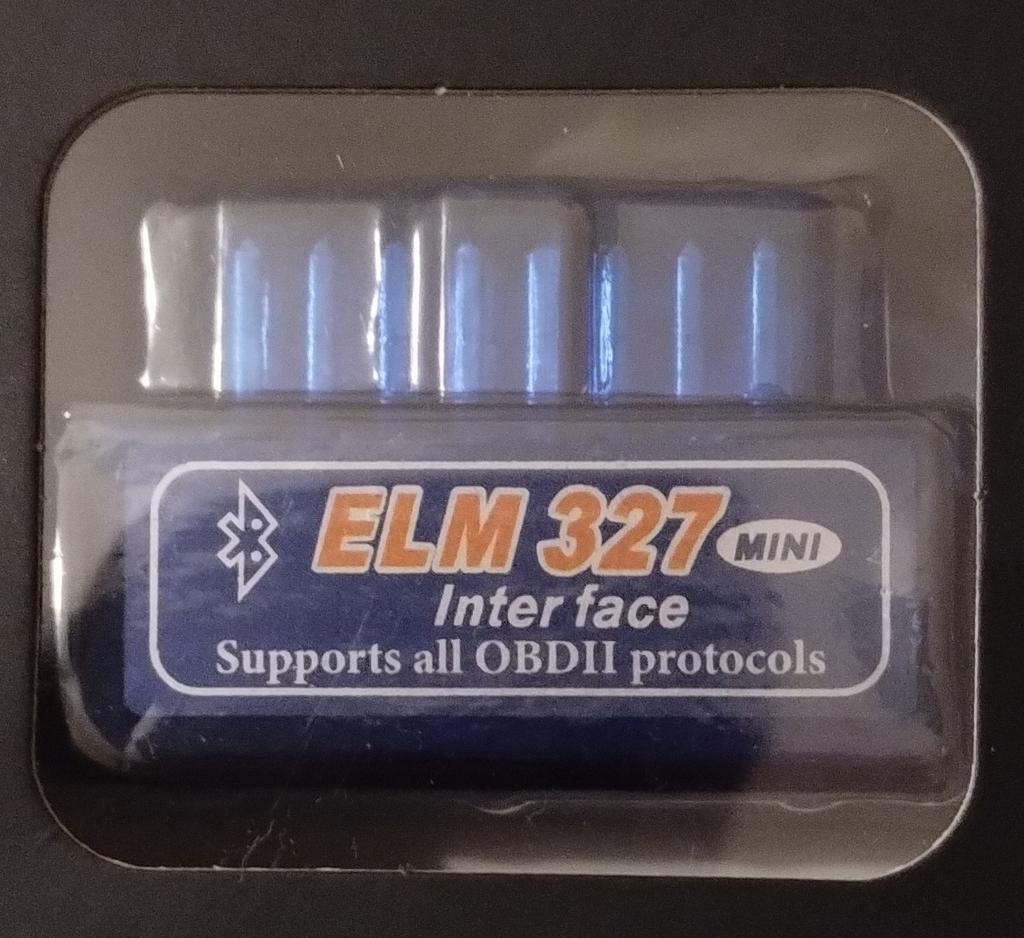 ELM 327 MINI
Inter face
Supports all OBDII protocols